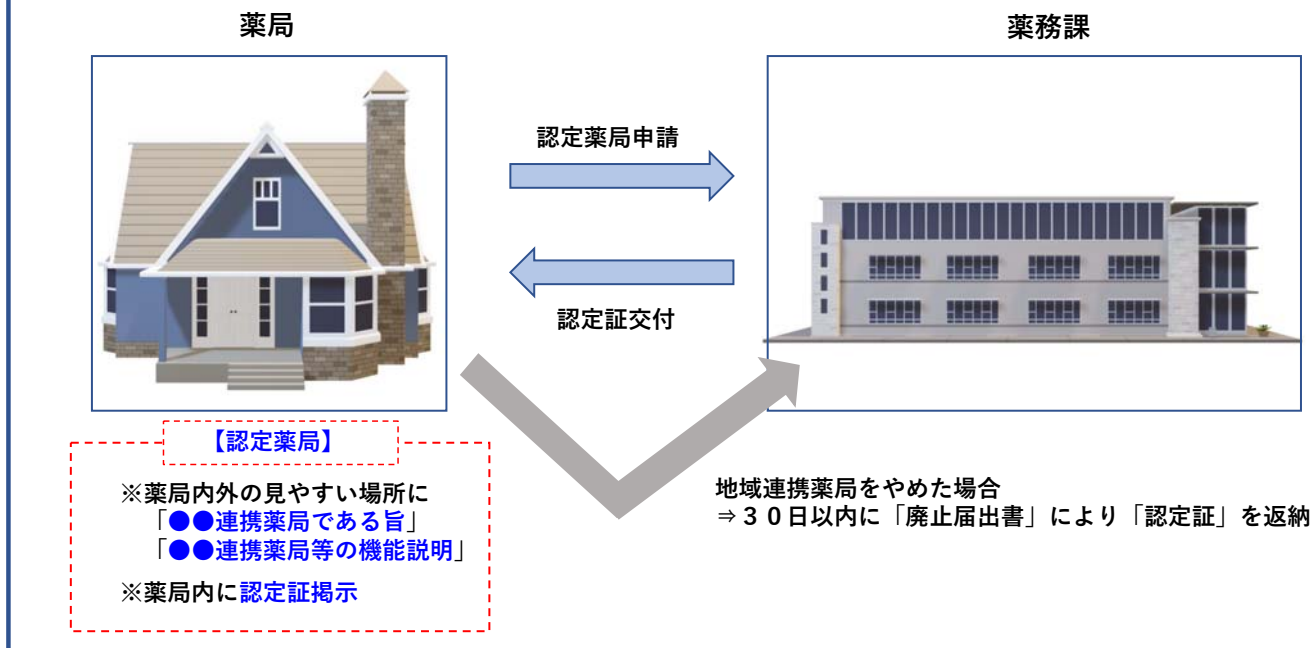 薬局
薬務課
認定薬局申請
認定証交付
【認定薬局】
※薬局内外の見やすい場所に
「●●連携薬局である旨」
「●●連携薬局等の機能説明」
※薬局内に認定証掲示
地域連携薬局をやめた場合
⇒３０日以内に「廃止届出書」により「認定証」を返納